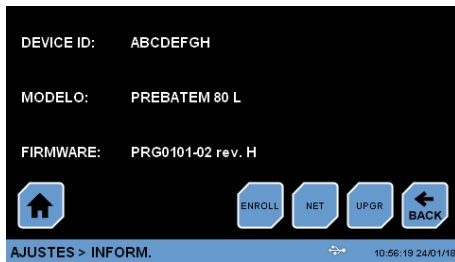 DEVICE ID: ABCDEFGH
MODELO: PREBATEM 80 L
FIRMWARE: PRG0101-02 rev. H
ENROLL NET UPGR BACK
AJUSTES > INFORM. 10:56:19 24/01/18